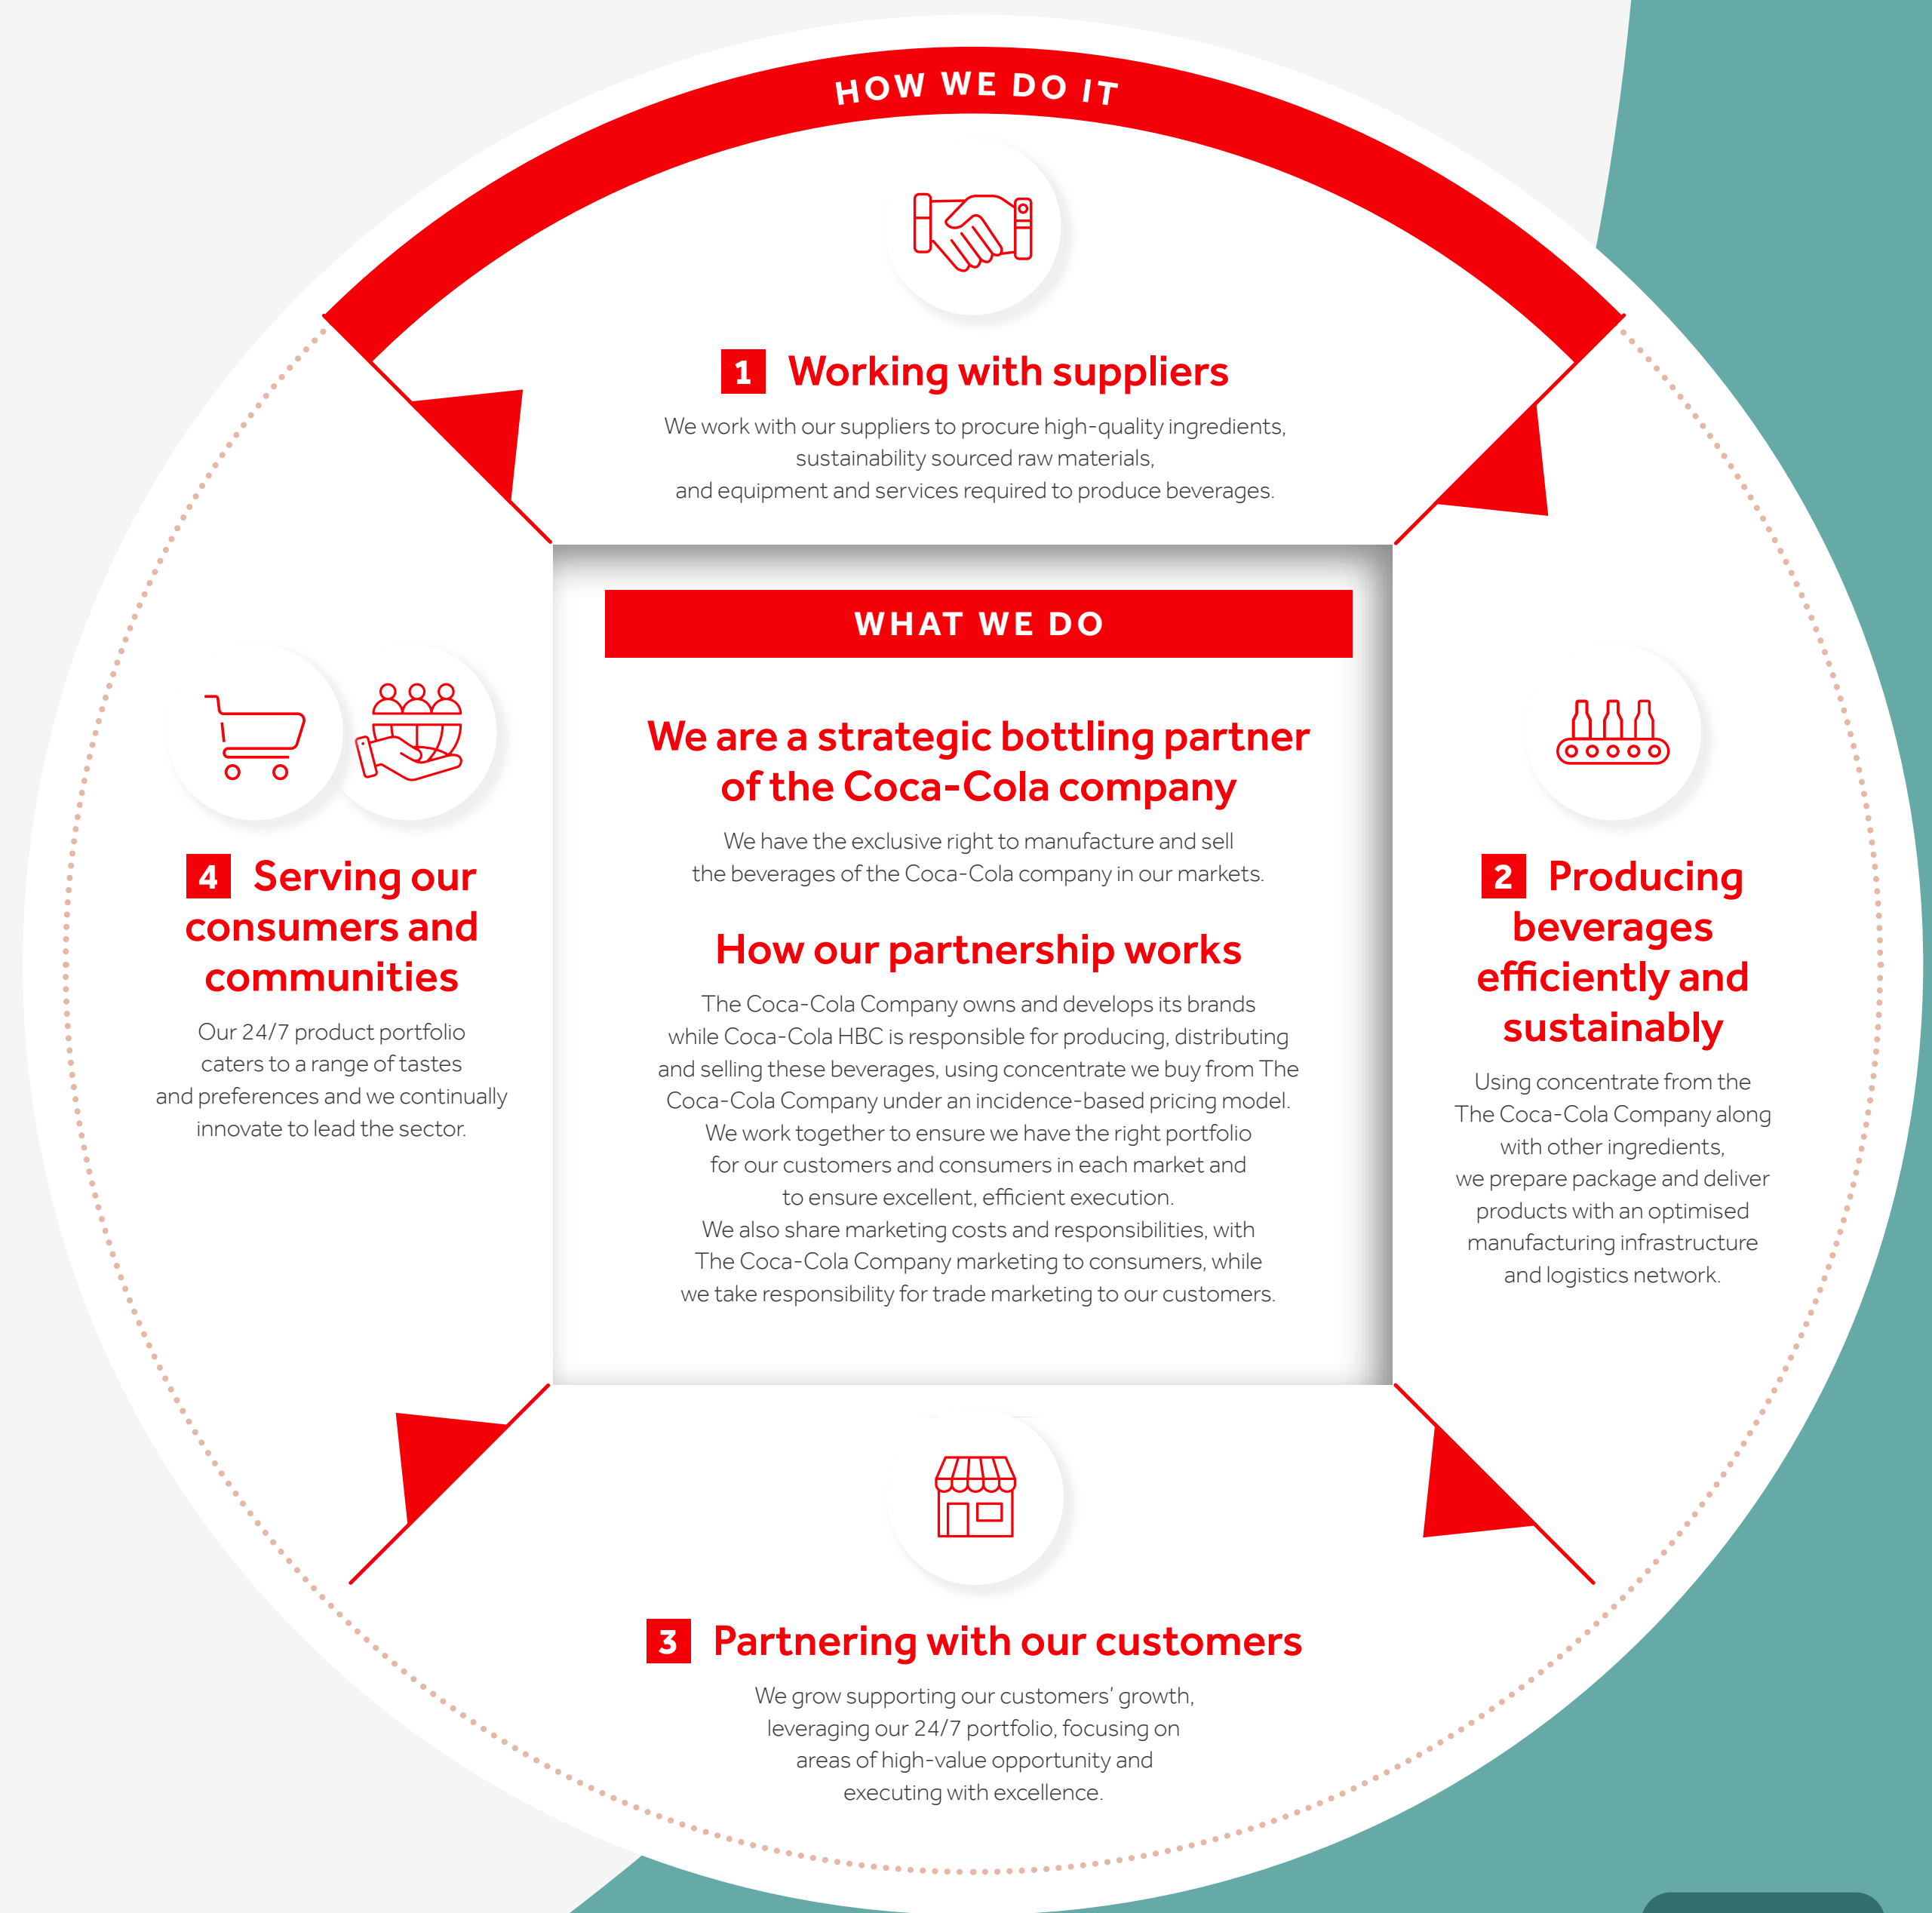 HOW WE DO IT
1 Working with suppliers
We work with our suppliers to procure high-quality ingredients,
sustainability sourced raw materials,
and equipment and services required to produce beverages.
WHAT WE DO
We are a strategic bottling partner
of the Coca-Cola company
We have the exclusive right to manufacture and sell
the beverages of the Coca-Cola company in our markets.
How our partnership works
The Coca-Cola Company owns and develops its brands
while Coca-Cola HBC is responsible for producing, distributing
and selling these beverages, using concentrate we buy from The
Coca-Cola Company under an incidence-based pricing model.
We work together to ensure we have the right portfolio
for our customers and consumers in each market and
to ensure excellent, efficient execution.
We also share marketing costs and responsibilities, with
The Coca-Cola Company marketing to consumers, while
we take responsibility for trade marketing to our customers.
2 Producing
beverages
efficiently and
sustainably
Using concentrate from the
The Coca-Cola Company along
with other ingredients,
we prepare package and deliver
products with an optimised
manufacturing infrastructure
and logistics network.
3 Partnering with our customers
We grow supporting our customers' growth,
leveraging our 24/7 portfolio, focusing on
areas of high-value opportunity and
executing with excellence.
4 Serving our
consumers and
communities
Our 24/7 product portfolio
caters to a range of tastes
and preferences and we continually
innovate to lead the sector.